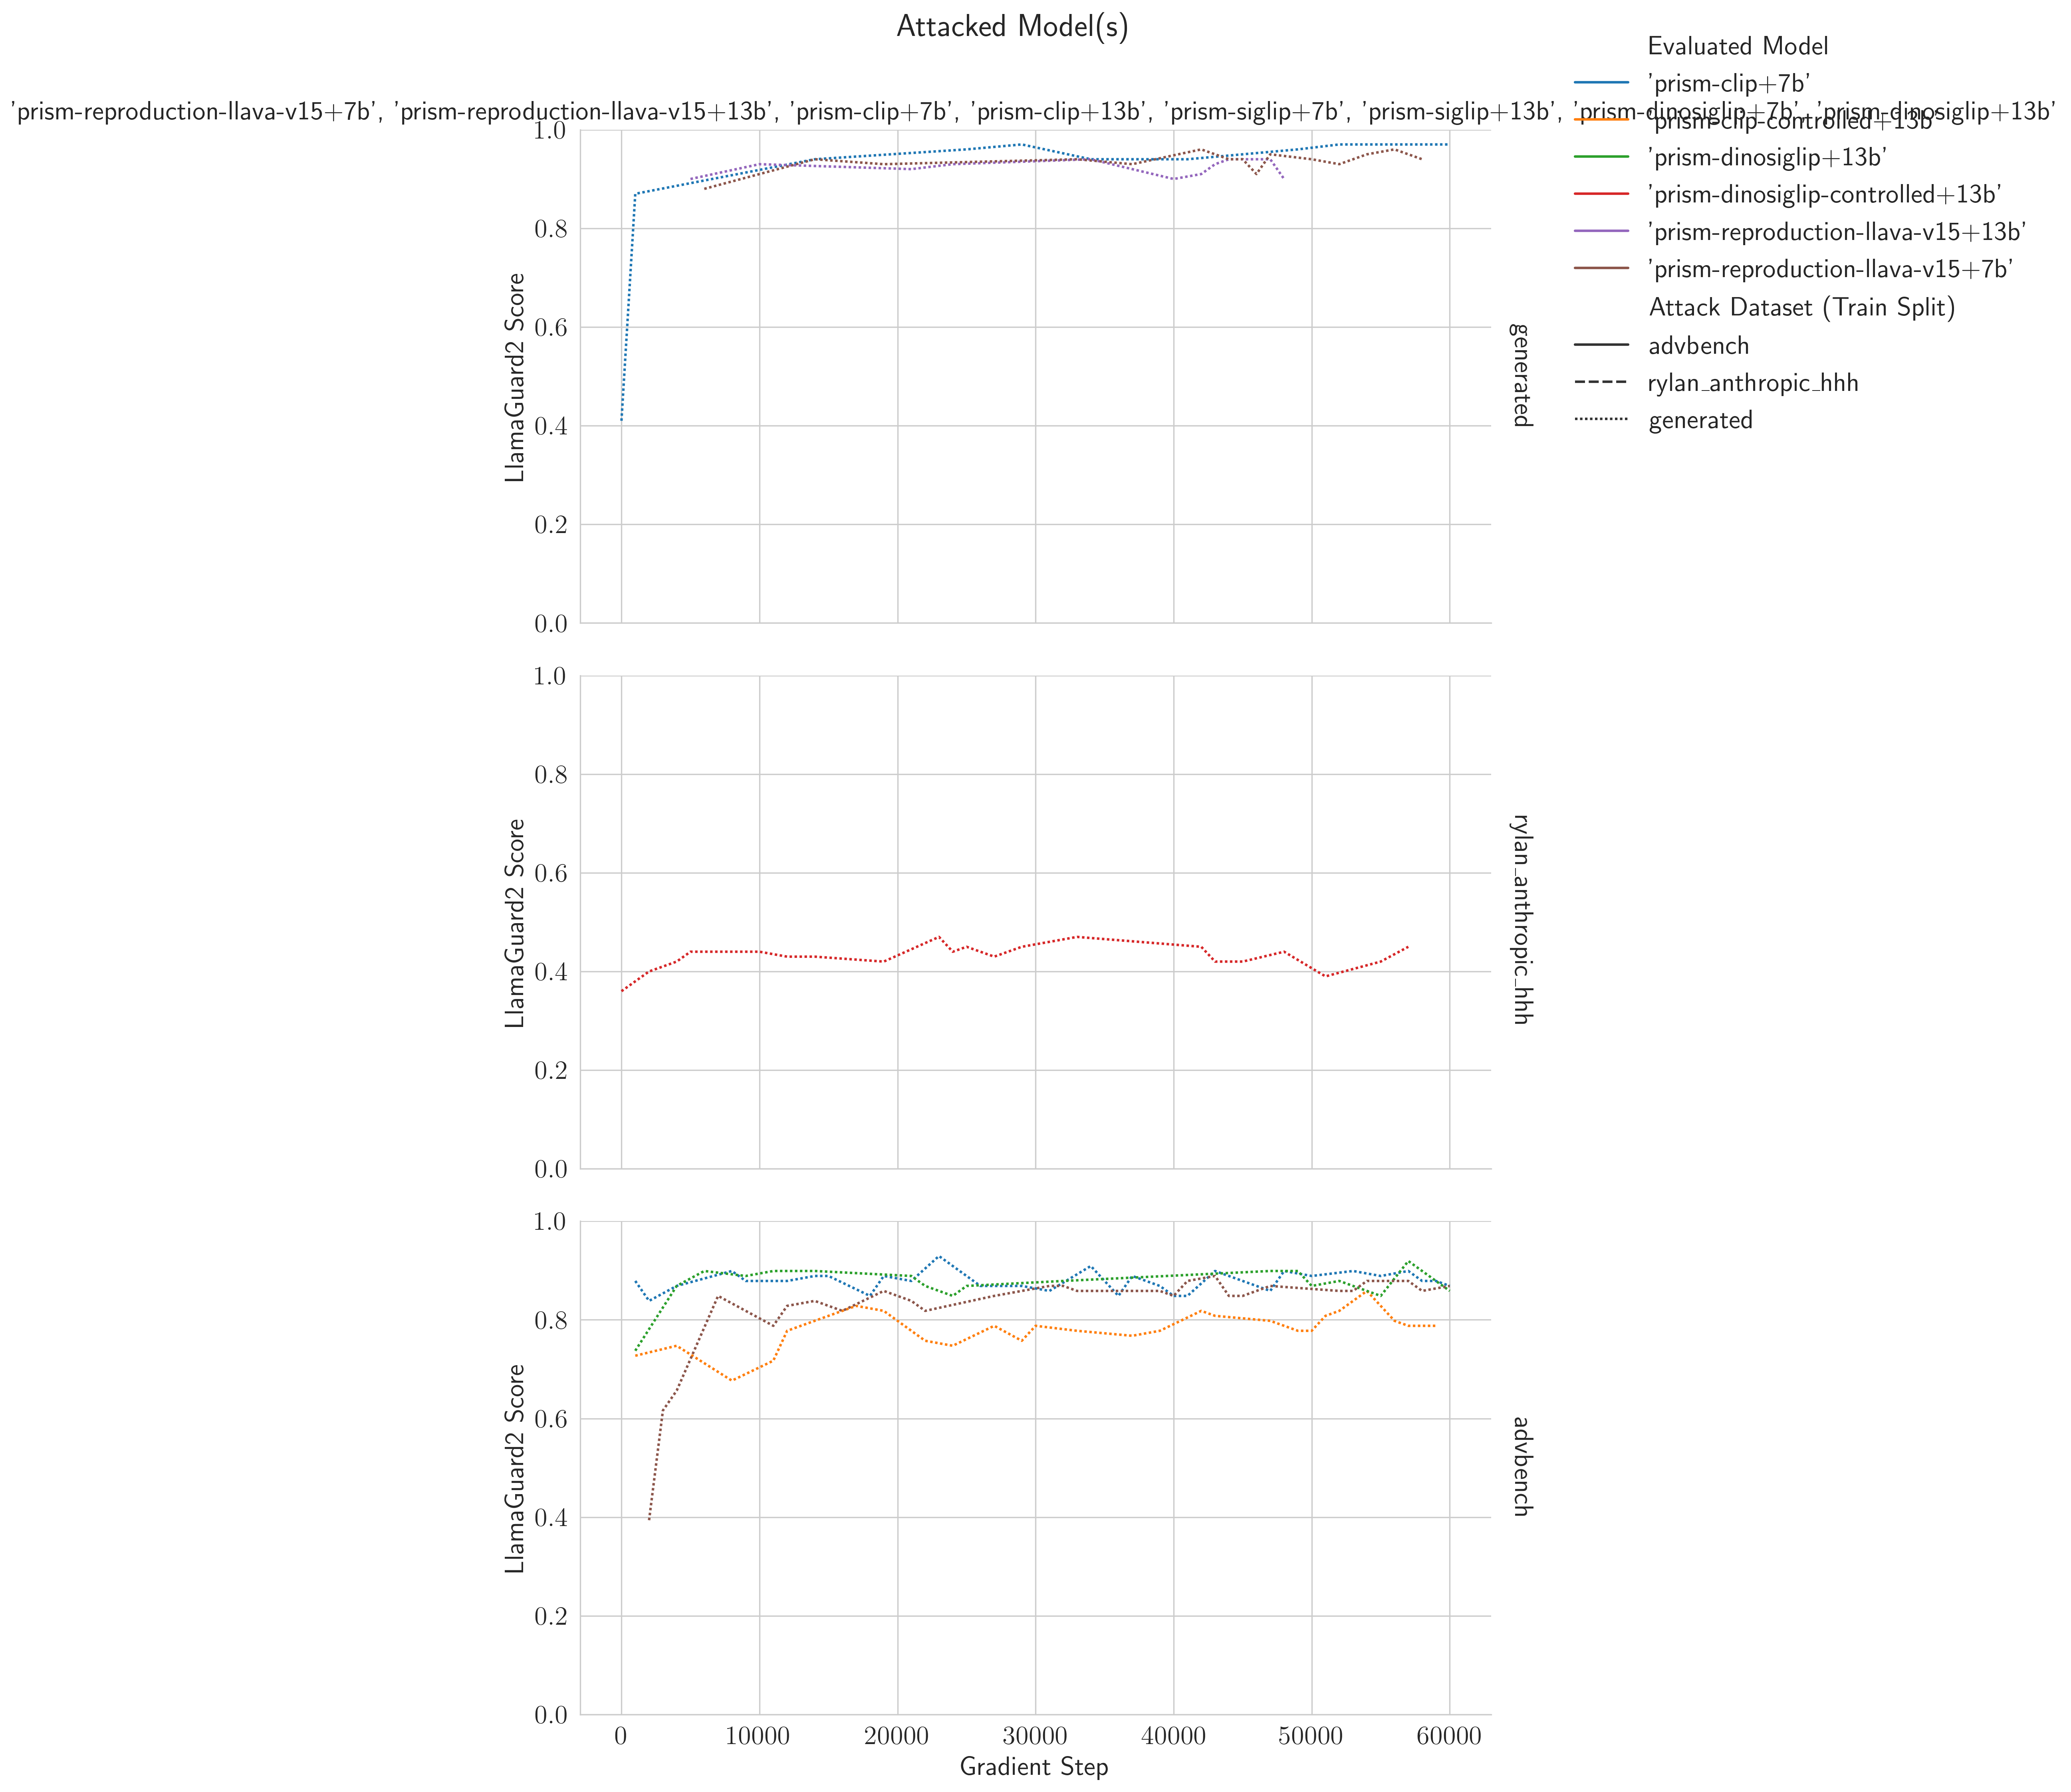 Attacked Model(s)
'prism-reproduction-llava-v15+7b', 'prism-reproduction-llava-v15+13b', 'prism-clip+7b', 'prism-clip+13b', 'prism-siglip+7b', 'prism-siglip+13b', 'prism-dinosiglip+7b', 'prism-dinosiglip+13b'
Evaluated Model
'prism-clip+7b'
'prism-clip-controlled+13b'
'prism-dinosiglip+13b'
'prism-dinosiglip-controlled+13b'
'prism-reproduction-llava-v15+13b'
'prism-reproduction-llava-v15+7b'
Attack Dataset (Train Split)
advbench
rylan_anthropic_hhh
generated
1.0
0.8
0.6
0.4
0.2
0.0
LlamaGuard2 Score
generated
1.0
0.8
0.6
0.4
0.2
0.0
LlamaGuard2 Score
rylan_anthropic_hhh
1.0
0.8
0.6
0.4
0.2
0.0
LlamaGuard2 Score
advbench
0 10000 20000 30000 40000 50000 60000
Gradient Step